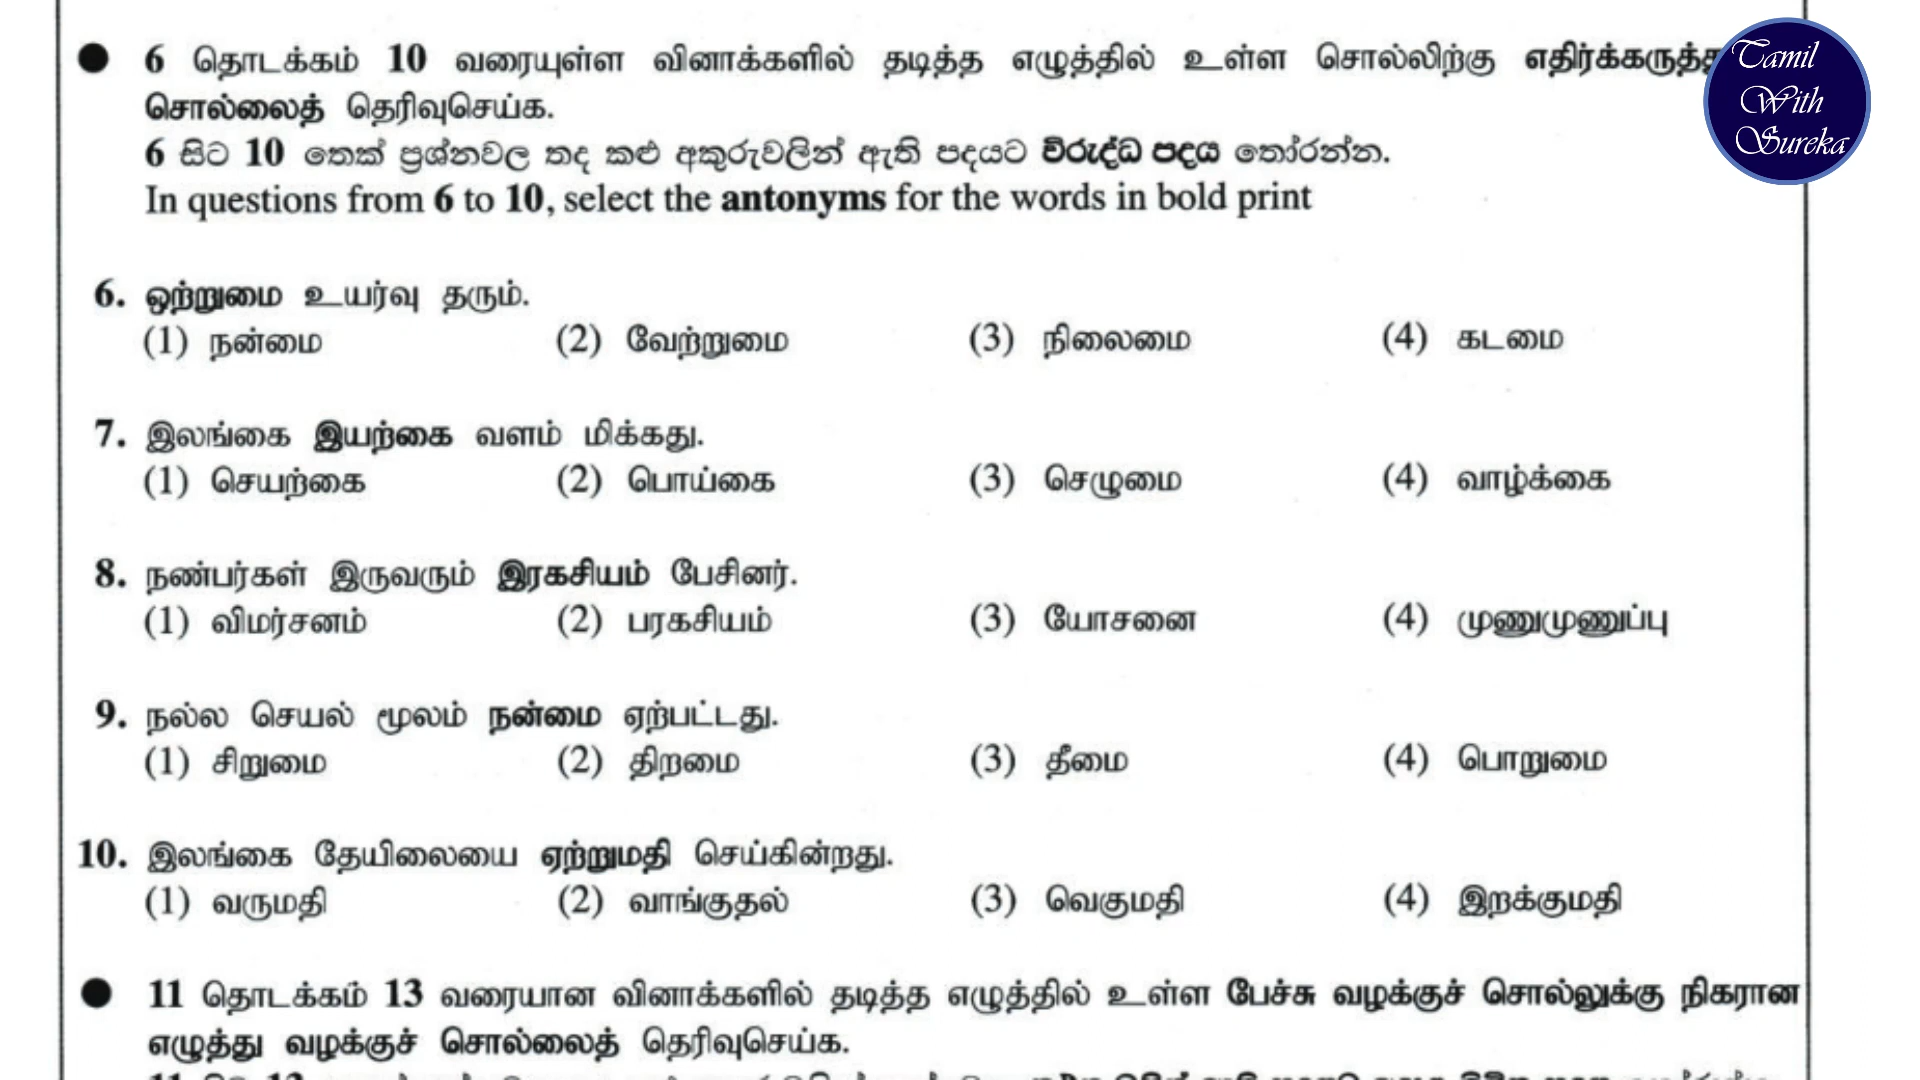 ● 6 தொடக்கம் 10 வரையுள்ள வினாக்களில் தடித்த எழுத்தில் உள்ள சொல்லிற்கு எதிர்க்கருத்து
சொல்லைத் தெரிவுசெய்க.
6 සිට 10 තෙක් ප්‍රශ්නවල තද කළු අකුරුවලින් ඇති පදයට විරුද්ධ පදය තෝරන්න.
In questions from 6 to 10, select the antonyms for the words in bold print
Tamil
With
Sureka
6. ஒற்றுமை உயர்வு தரும்.
(1) நன்மை (2) வேற்றுமை (3) நிலைமை (4) கடமை
7. இலங்கை இயற்கை வளம் மிக்கது.
(1) செயற்கை (2) பொய்கை (3) செழுமை (4) வாழ்க்கை
8. நண்பர்கள் இருவரும் இரகசியம் பேசினர்.
(1) விமர்சனம் (2) பரகசியம் (3) யோசனை (4) முணுமுணுப்பு
9. நல்ல செயல் மூலம் நன்மை ஏற்பட்டது.
(1) சிறுமை (2) திறமை (3) தீமை (4) பொறுமை
10. இலங்கை தேயிலையை ஏற்றுமதி செய்கின்றது.
(1) வருமதி (2) வாங்குதல் (3) வெகுமதி (4) இறக்குமதி
● 11 தொடக்கம் 13 வரையான வினாக்களில் தடித்த எழுத்தில் உள்ள பேச்சு வழக்குச் சொல்லுக்கு நிகரான
எழுத்து வழக்குச் சொல்லைத் தெரிவுசெய்க.